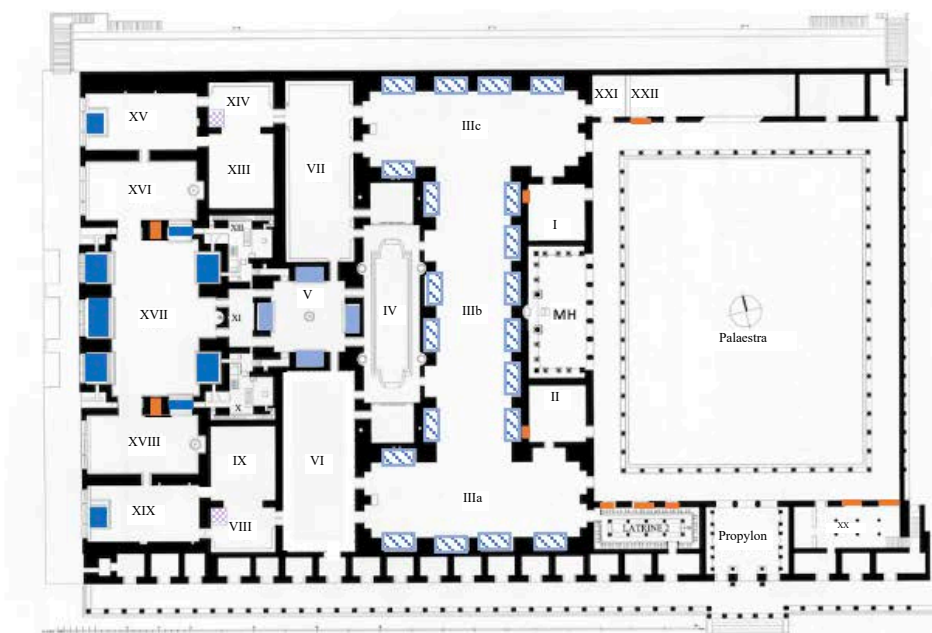 XIV
XXI XXII
XV
IIIc
XIII
VII
XVI
I
XII
V
XVII
XI
IV
IIIb
MH
Palaestra
X
II
XVIII
IX
VI
XIX
IIIa
VIII
LATRINE 2
Propylon
XX